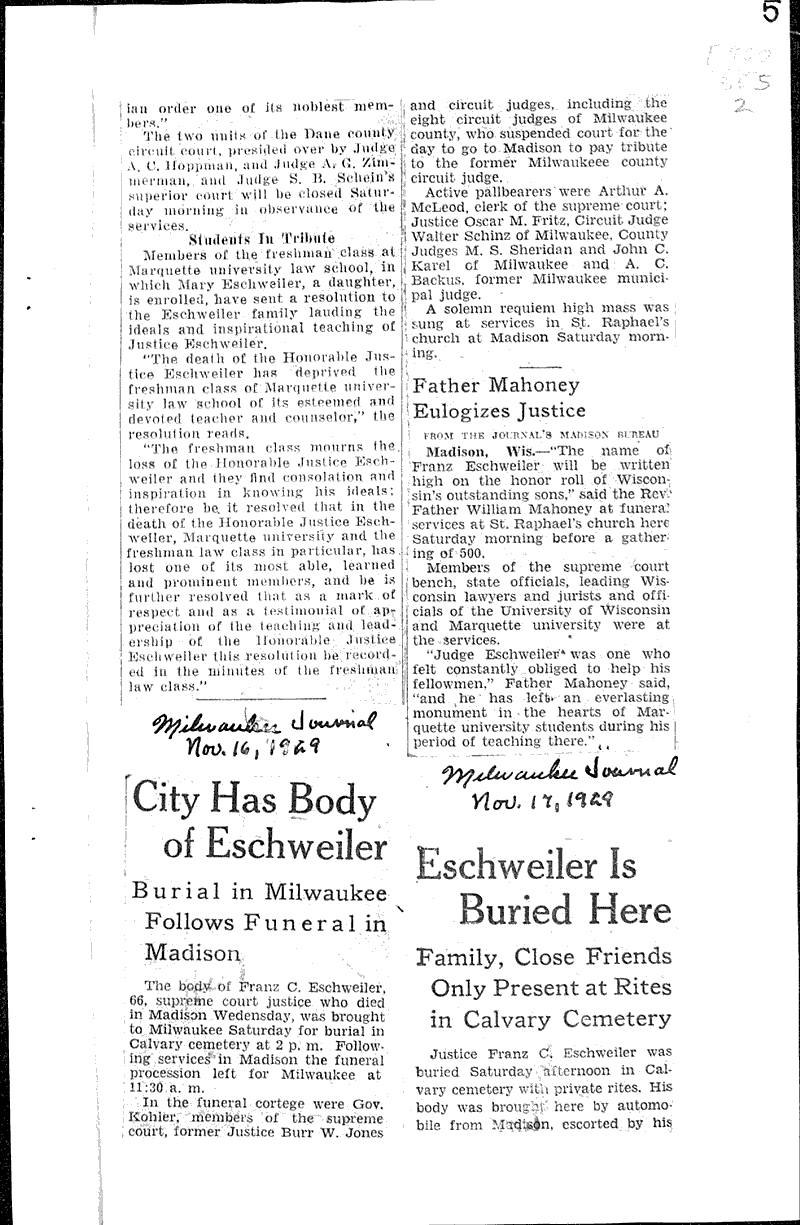 5
2
ian order one of its noblest mem-
bers."
The two units of the Dane county
circuit court, presided over by Judge
A. C. Hoppman, and Judge A. G. Zim-
merman, and Judge S. B. Schein's
superior court will be closed Satur-
day morning in observance of the
services.
Students In Tribute
Members of the freshman class at
Marquette university law school, in
which Mary Eschweiler, a daughter,
is enrolled, have sent a resolution to
the Eschweiler family lauding the
ideals and inspirational teaching of
Justice Eschweiler.
"The death of the Honorable Jus-
tice Eschweiler has deprived the
freshman class of Marquette univer-
sity law school of its esteemed and
devoted teacher and counselor," the
resolution reads.
"The freshman class mourns the
loss of the Honorable Justice Esch-
weiler and they find consolation and
inspiration in knowing his ideals;
therefore be it resolved that in the
death of the Honorable Justice Esch-
weiler, Marquette university and the
freshman law class in particular, has
lost one of its most able, learned
and prominent members, and be is
further resolved that as a mark of
respect and as a testimonial of ap-
preciation of the teaching and lead-
ership of the Honorable Justice
Eschweiler this resolution be record-
ed in the minutes of the freshman
law class."
Milwaukee Journal
Nov. 16, 1929
City Has Body
of Eschweiler
Burial in Milwaukee
Follows Funeral in
Madison
The body of Franz C. Eschweiler,
66, supreme court justice who died
in Madison Wedensday, was brought
to Milwaukee Saturday for burial in
Calvary cemetery at 2 p. m. Follow-
ing services in Madison the funeral
procession left for Milwaukee at
11:30 a. m.
In the funeral cortege were Gov.
Kohler, members of the supreme
court, former Justice Burr W. Jones
and circuit judges, including the
eight circuit judges of Milwaukee
county, who suspended court for the
day to go to Madison to pay tribute
to the former Milwaukeee county
circuit judge.
Active pallbearers were Arthur A.
McLeod, clerk of the supreme court;
Justice Oscar M. Fritz, Circuit Judge
Walter Schinz of Milwaukee, County
Judges M. S. Sheridan and John C.
Karel of Milwaukee and A. C.
Backus, former Milwaukee munici-
pal judge.
A solemn requiem high mass was
sung at services in St. Raphael's
church at Madison Saturday morn-
ing.
Father Mahoney
Eulogizes Justice
FROM THE JOURNAL'S MADISON BUREAU
Madison, Wis.—"The name of
Franz Eschweiler will be written
high on the honor roll of Wiscon-
sin's outstanding sons," said the Rev.
Father William Mahoney at funeral
services at St. Raphael's church here
Saturday morning before a gather-
ing of 500.
Members of the supreme court
bench, state officials, leading Wis-
consin lawyers and jurists and offi-
cials of the University of Wisconsin
and Marquette university were at
the services.
"Judge Eschweiler was one who
felt constantly obliged to help his
fellowmen," Father Mahoney said,
"and he has left an everlasting
monument in the hearts of Mar-
quette university students during his
period of teaching there."
Milwaukee Journal
Nov. 17, 1929
Eschweiler Is
Buried Here
Family, Close Friends
Only Present at Rites
in Calvary Cemetery
Justice Franz C. Eschweiler was
buried Saturday afternoon in Cal-
vary cemetery with private rites. His
body was brought here by automo-
bile from Madison, escorted by his